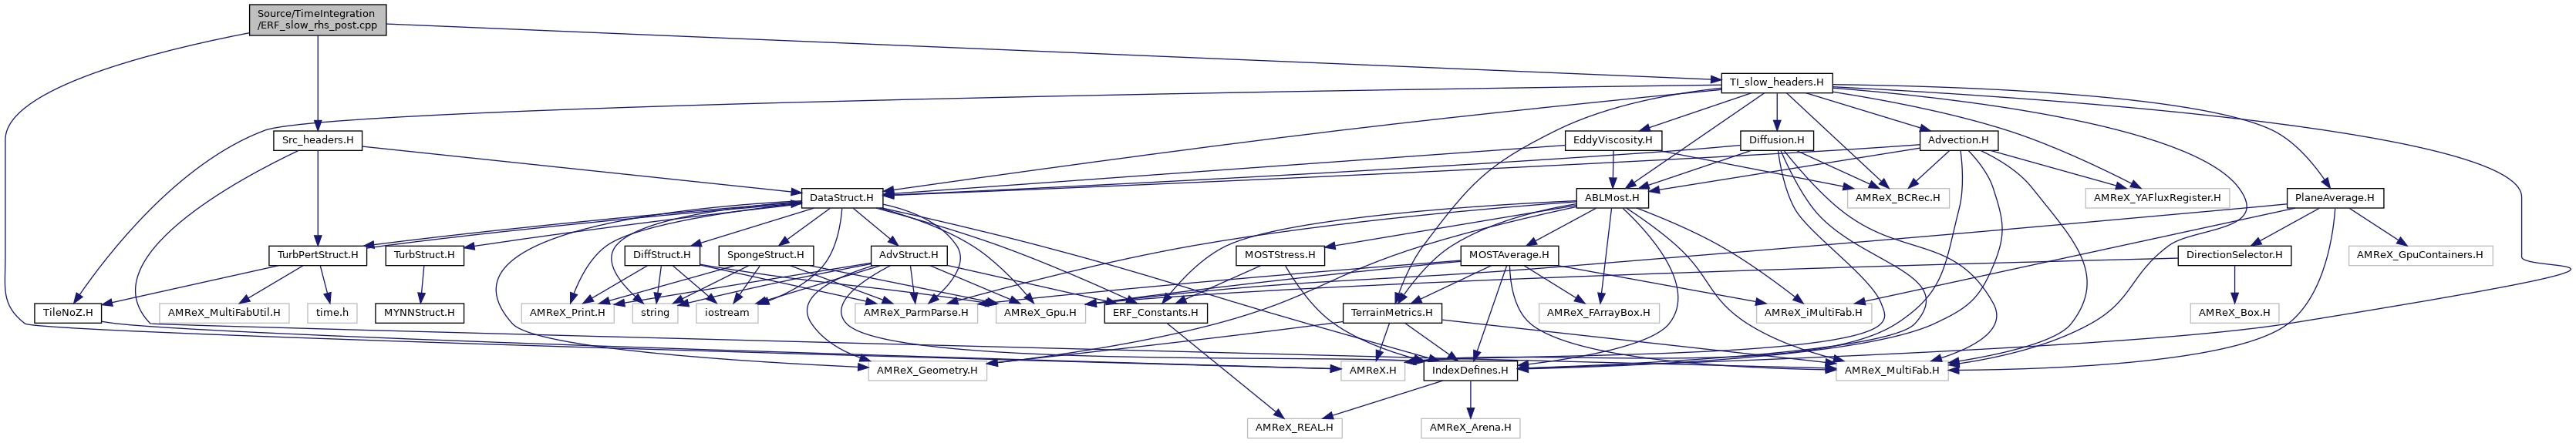 Source/TimeIntegration
/ERF_slow_rhs_post.cpp
TI_slow_headers.H
Src_headers.H
EddyViscosity.H
Diffusion.H
Advection.H
DataStruct.H
ABLMost.H
AMReX_BCRec.H
AMReX_YAFluxRegister.H
PlaneAverage.H
TurbPertStruct.H
TurbStruct.H
DiffStruct.H
SpongeStruct.H
AdvStruct.H
MOSTStress.H
MOSTAverage.H
DirectionSelector.H
AMReX_GpuContainers.H
TileNoZ.H
AMReX_MultiFabUtil.H
time.h
MYNNStruct.H
AMReX_Print.H
string
iostream
AMReX_ParmParse.H
AMReX_Gpu.H
ERF_Constants.H
TerrainMetrics.H
AMReX_FArrayBox.H
AMReX_iMultiFab.H
AMReX_Box.H
AMReX_Geometry.H
AMReX.H
IndexDefines.H
AMReX_MultiFab.H
AMReX_REAL.H
AMReX_Arena.H